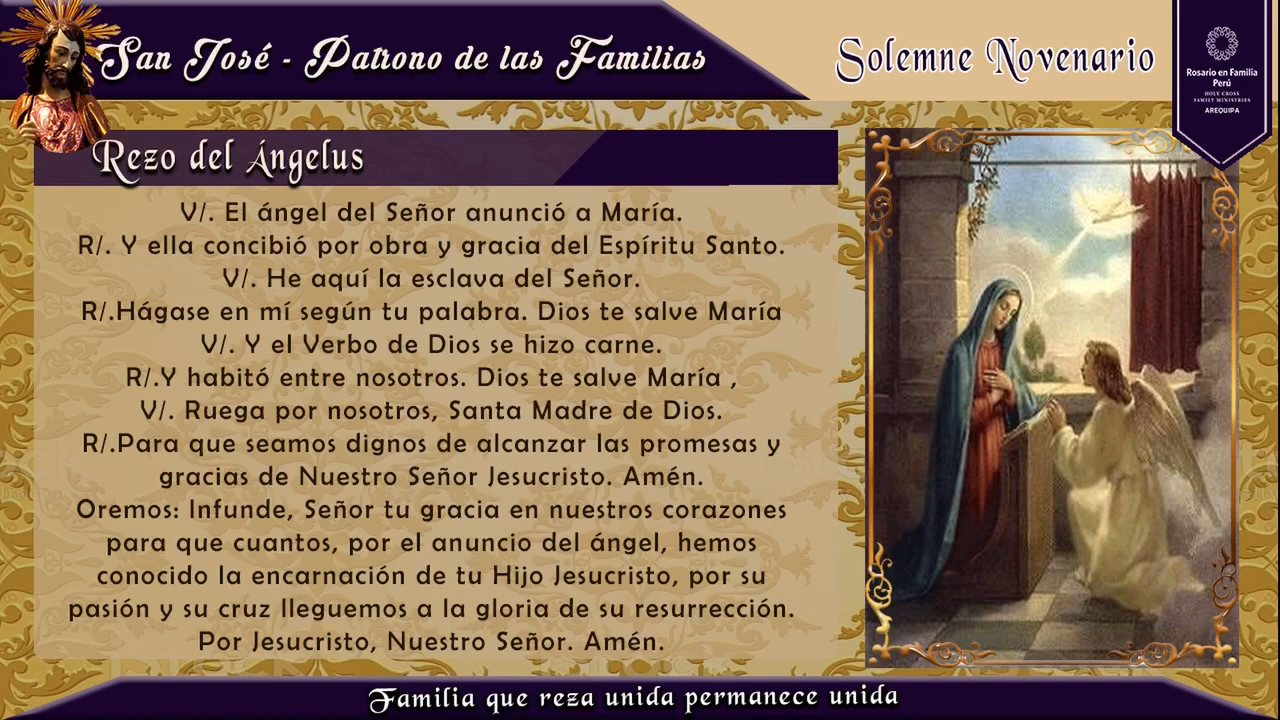 San José - Patrono de las Familias
Solemne Novenario
Rosario en Familia
Perú
HOLY CROSS
FAMILY MINISTRIES
AREQUIPA
Rezo del Ángelus
V/. El ángel del Señor anunció a María.
R/. Y ella concibió por obra y gracia del Espíritu Santo.
V/. He aquí la esclava del Señor.
R/.Hágase en mí según tu palabra. Dios te salve María
V/. Y el Verbo de Dios se hizo carne.
R/.Y habitó entre nosotros. Dios te salve María ,
V/. Ruega por nosotros, Santa Madre de Dios.
R/.Para que seamos dignos de alcanzar las promesas y
gracias de Nuestro Señor Jesucristo. Amén.
Oremos: Infunde, Señor tu gracia en nuestros corazones
para que cuantos, por el anuncio del ángel, hemos
conocido la encarnación de tu Hijo Jesucristo, por su
pasión y su cruz lleguemos a la gloria de su resurrección.
Por Jesucristo, Nuestro Señor. Amén.
Familia que reza unida permanece unida